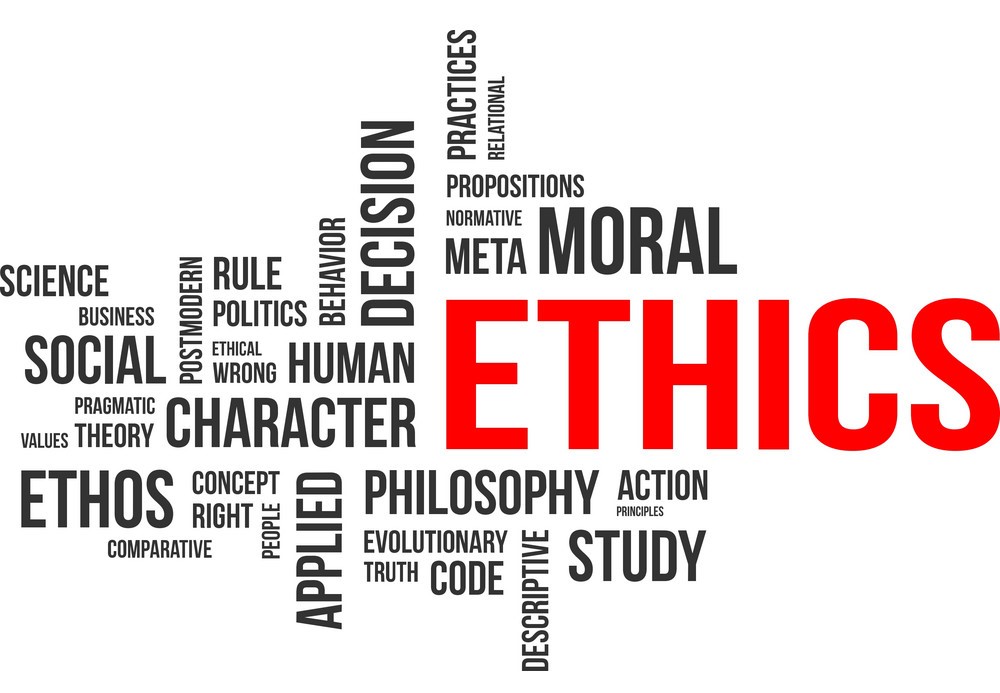 PRACTICES
RELATIONAL
PROPOSITIONS
NORMATIVE
META
MORAL
DECISION
BEHAVIOR
SCIENCE
BUSINESS
POSTMODERN
RULE
POLITICS
SOCIAL
ETHICAL
WRONG
HUMAN
ETHICS
PRAGMATIC
VALUES
THEORY
CHARACTER
ETHOS
CONCEPT
RIGHT
PEOPLE
COMPARATIVE
APPLIED
PHILOSOPHY
ACTION
PRINCIPLES
EVOLUTIONARY
TRUTH
CODE
DESCRIPTIVE
STUDY